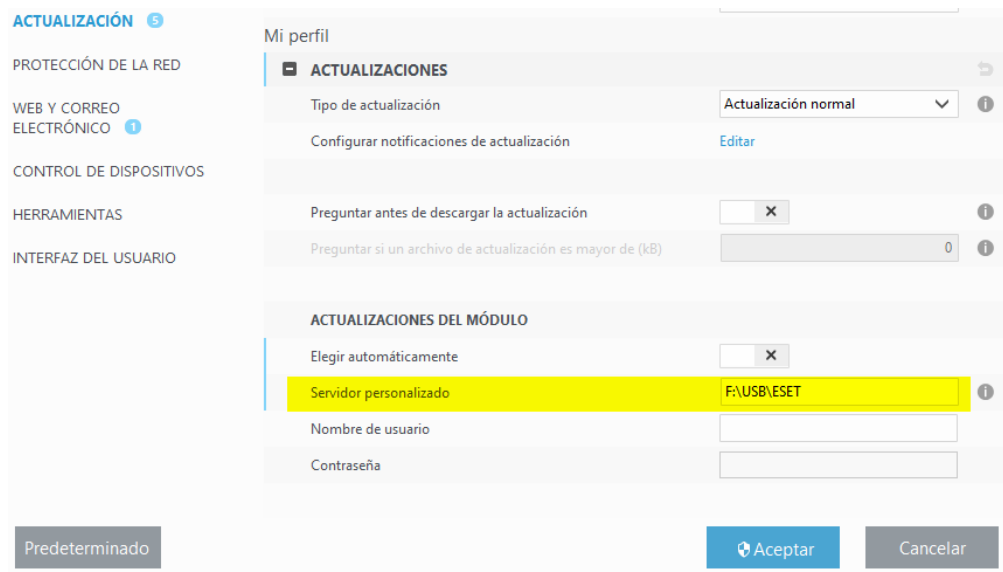 ACTUALIZACIÓN 5
PROTECCIÓN DE LA RED
WEB Y CORREO
ELECTRÓNICO 1
CONTROL DE DISPOSITIVOS
HERRAMIENTAS
INTERFAZ DEL USUARIO
Mi perfil
ACTUALIZACIONES
Tipo de actualización Actualización normal
Configurar notificaciones de actualización Editar
Preguntar antes de descargar la actualización
Preguntar si un archivo de actualización es mayor de (kB) 0
ACTUALIZACIONES DEL MÓDULO
Elegir automáticamente
Servidor personalizado F:\USB\ESET
Nombre de usuario
Contraseña
Predeterminado Aceptar Cancelar